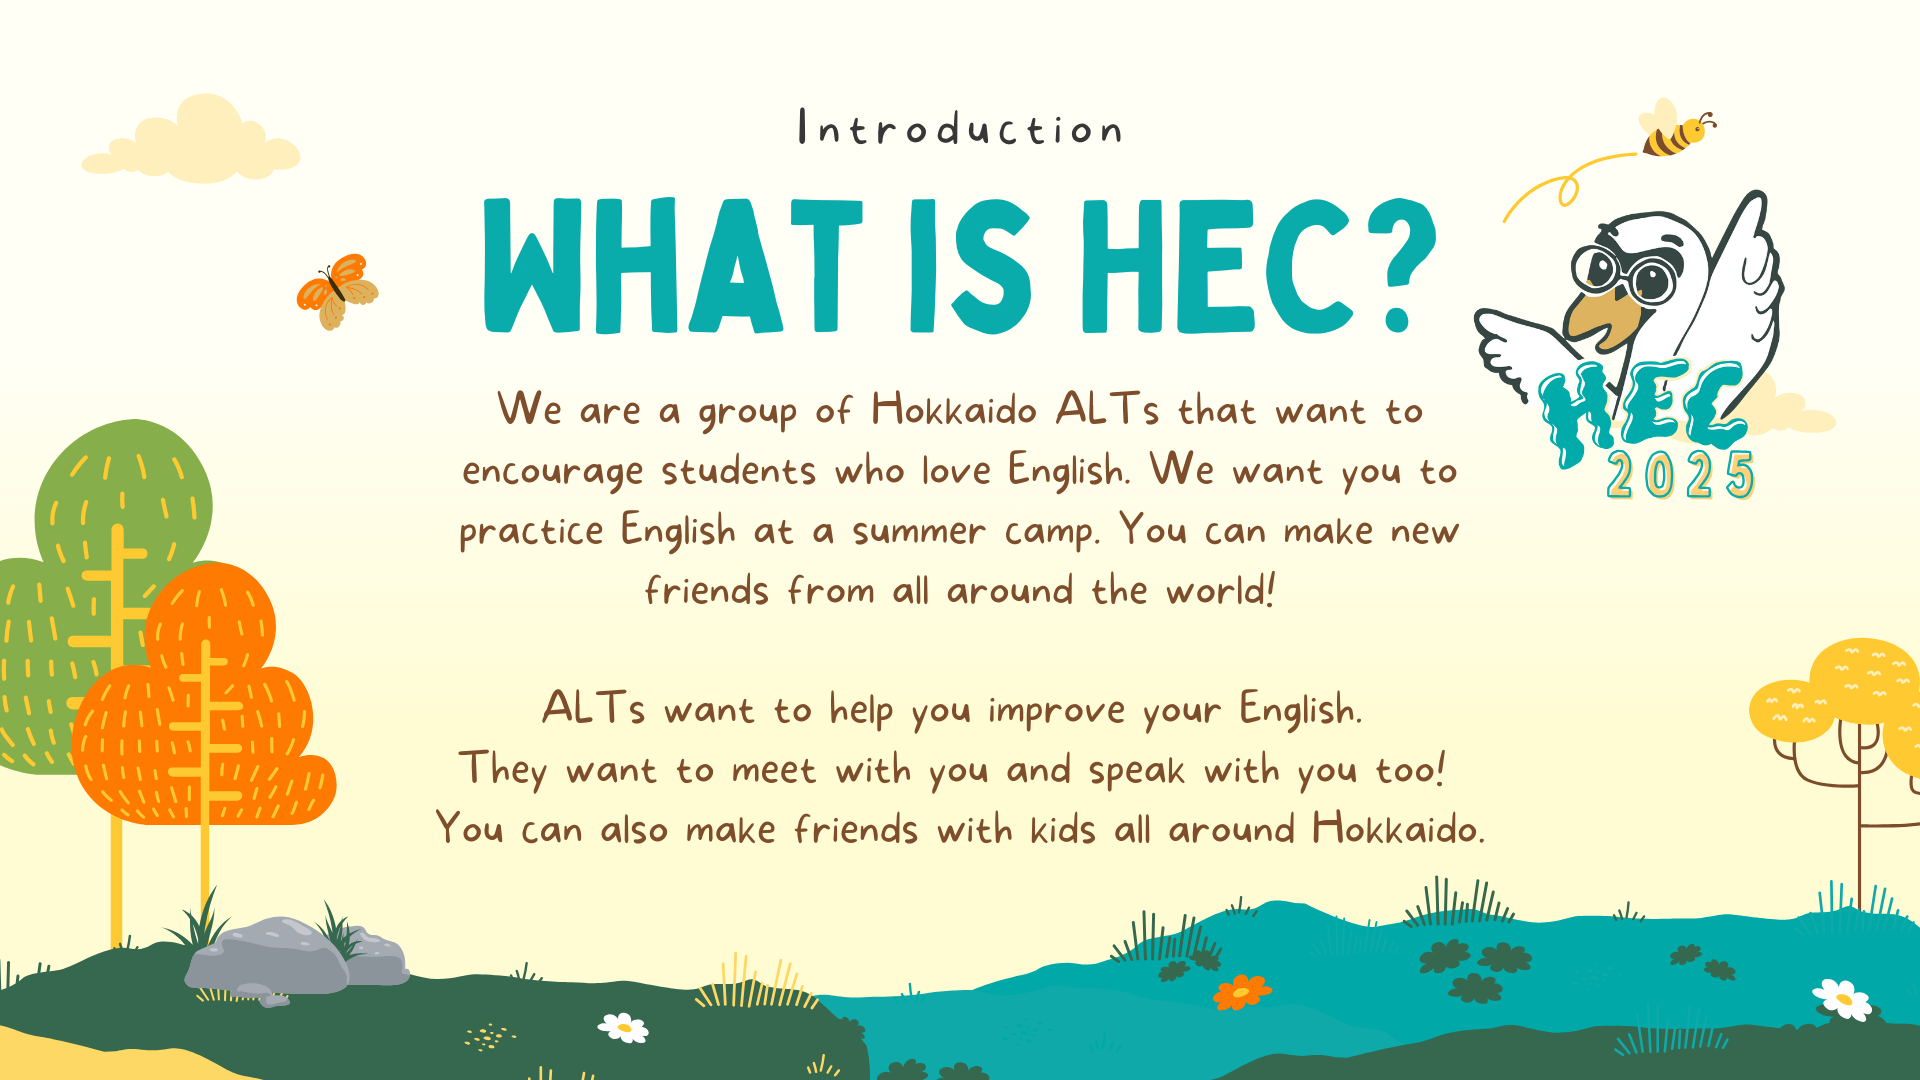 Introduction
WHAT IS HEC?
We are a group of Hokkaido ALTs that want to
encourage students who love English. We want you to
practice English at a summer camp. You can make new
friends from all around the world!
ALTs want to help you improve your English.
They want to meet with you and speak with you too!
You can also make friends with kids all around Hokkaido.
HEC
2025